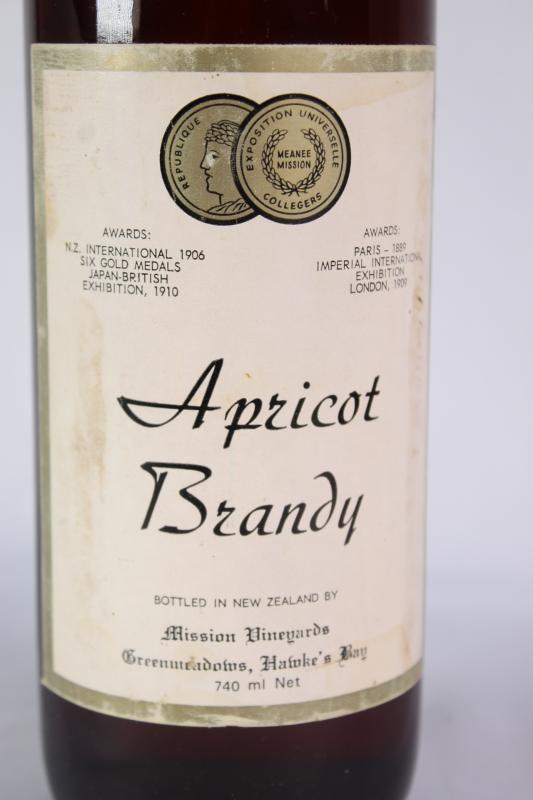 REPUBLIQUE
EXPOSITION UNIVERSELLE
MEANEE
MISSION
COLLEGERS
AWARDS:
N.Z. INTERNATIONAL 1906
SIX GOLD MEDALS
JAPAN-BRITISH
EXHIBITION, 1910
AWARDS:
PARIS - 1889
IMPERIAL INTERNATIONAL
EXHIBITION
LONDON, 1909
Apricot
Brandy
BOTTLED IN NEW ZEALAND BY
Mission Vineyards
Greenmeadows, Hawke's Bay
740 ml Net